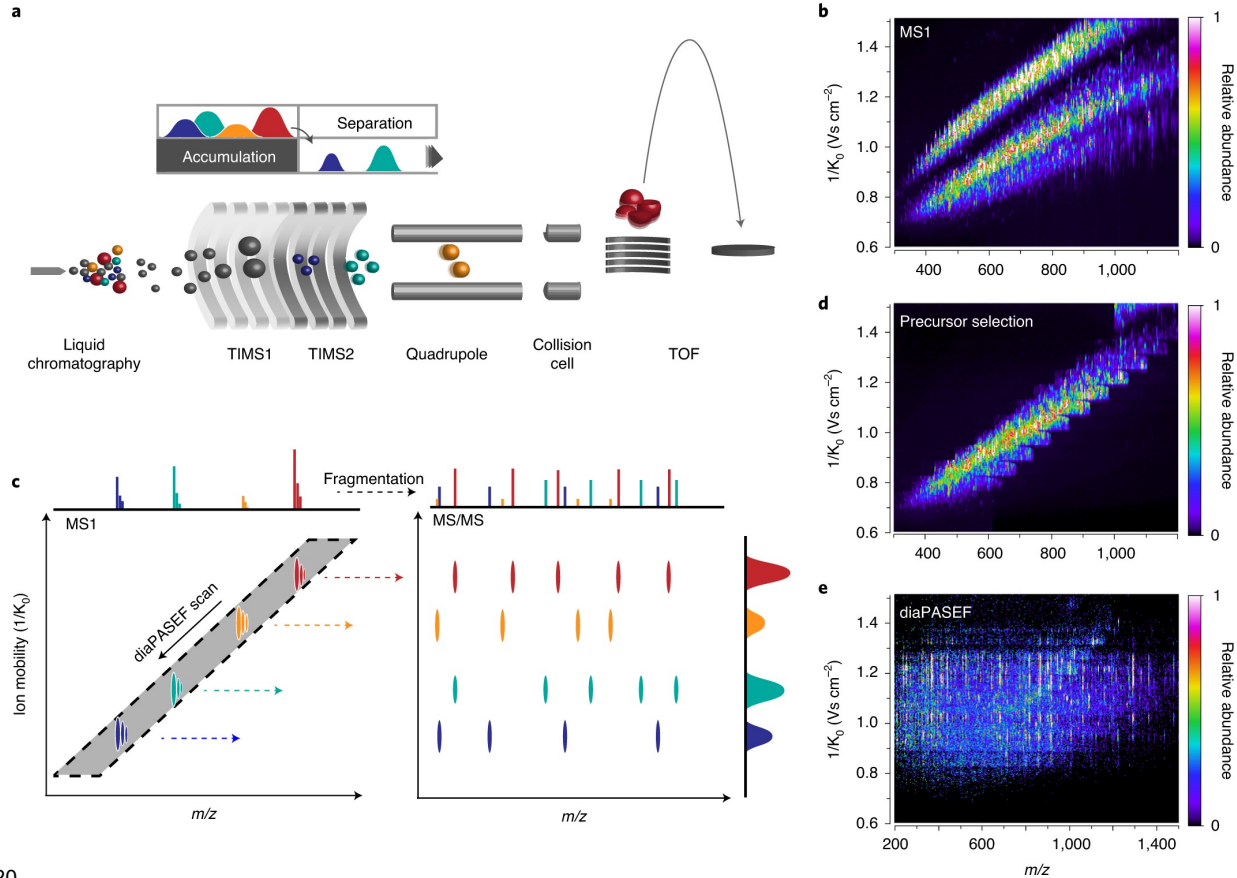 a
Accumulation
Separation
Liquid
chromatography
TIMS1
TIMS2
Quadrupole
Collision
cell
TOF
b
MS1
1/K₀ (Vs cm⁻²)
1.4
1.2
1.0
0.8
0.6
400
600
800
1,000
1
0
Relative abundance
c
MS1
Fragmentation
MS/MS
Ion mobility (1/K₀)
diaPASEF scan
m/z
m/z
d
Precursor selection
1/K₀ (Vs cm⁻²)
1.4
1.2
1.0
0.8
0.6
400
600
800
1,000
1
0
Relative abundance
e
diaPASEF
1/K₀ (Vs cm⁻²)
1.4
1.2
1.0
0.8
0.6
200
600
1,000
1,400
m/z
1
0
Relative abundance